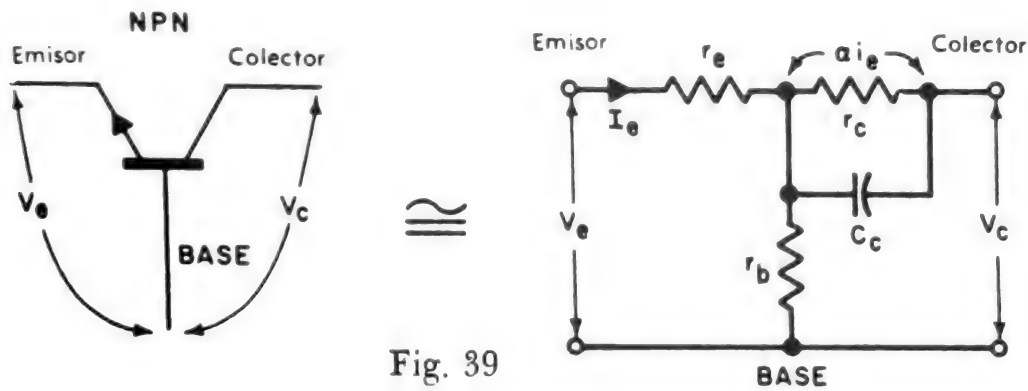 NPN
Emisor
Colector
Ve
Vc
BASE
≅
Emisor
re
αie
Colector
Ie
rc
Ve
Cc
Vc
rb
BASE
Fig. 39